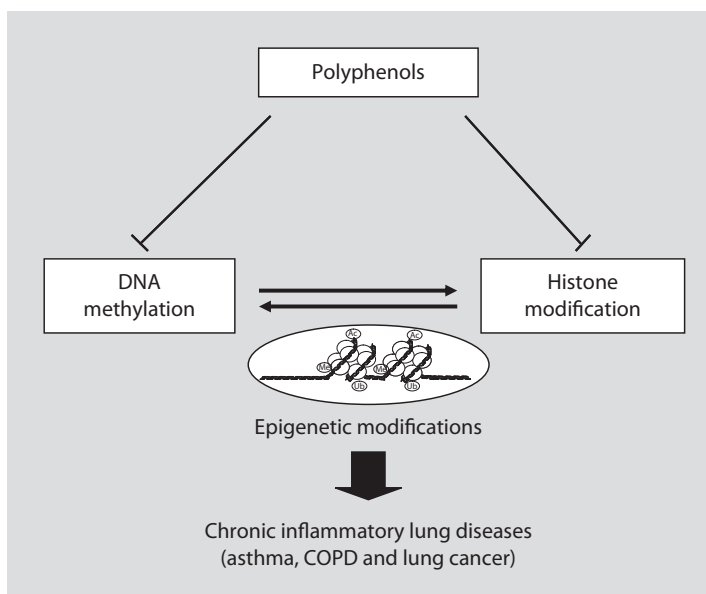 Polyphenols
DNA
methylation
Histone
modification
Ac
Ac
Me
Me
Ub
Ub
Epigenetic modifications
Chronic inflammatory lung diseases
(asthma, COPD and lung cancer)